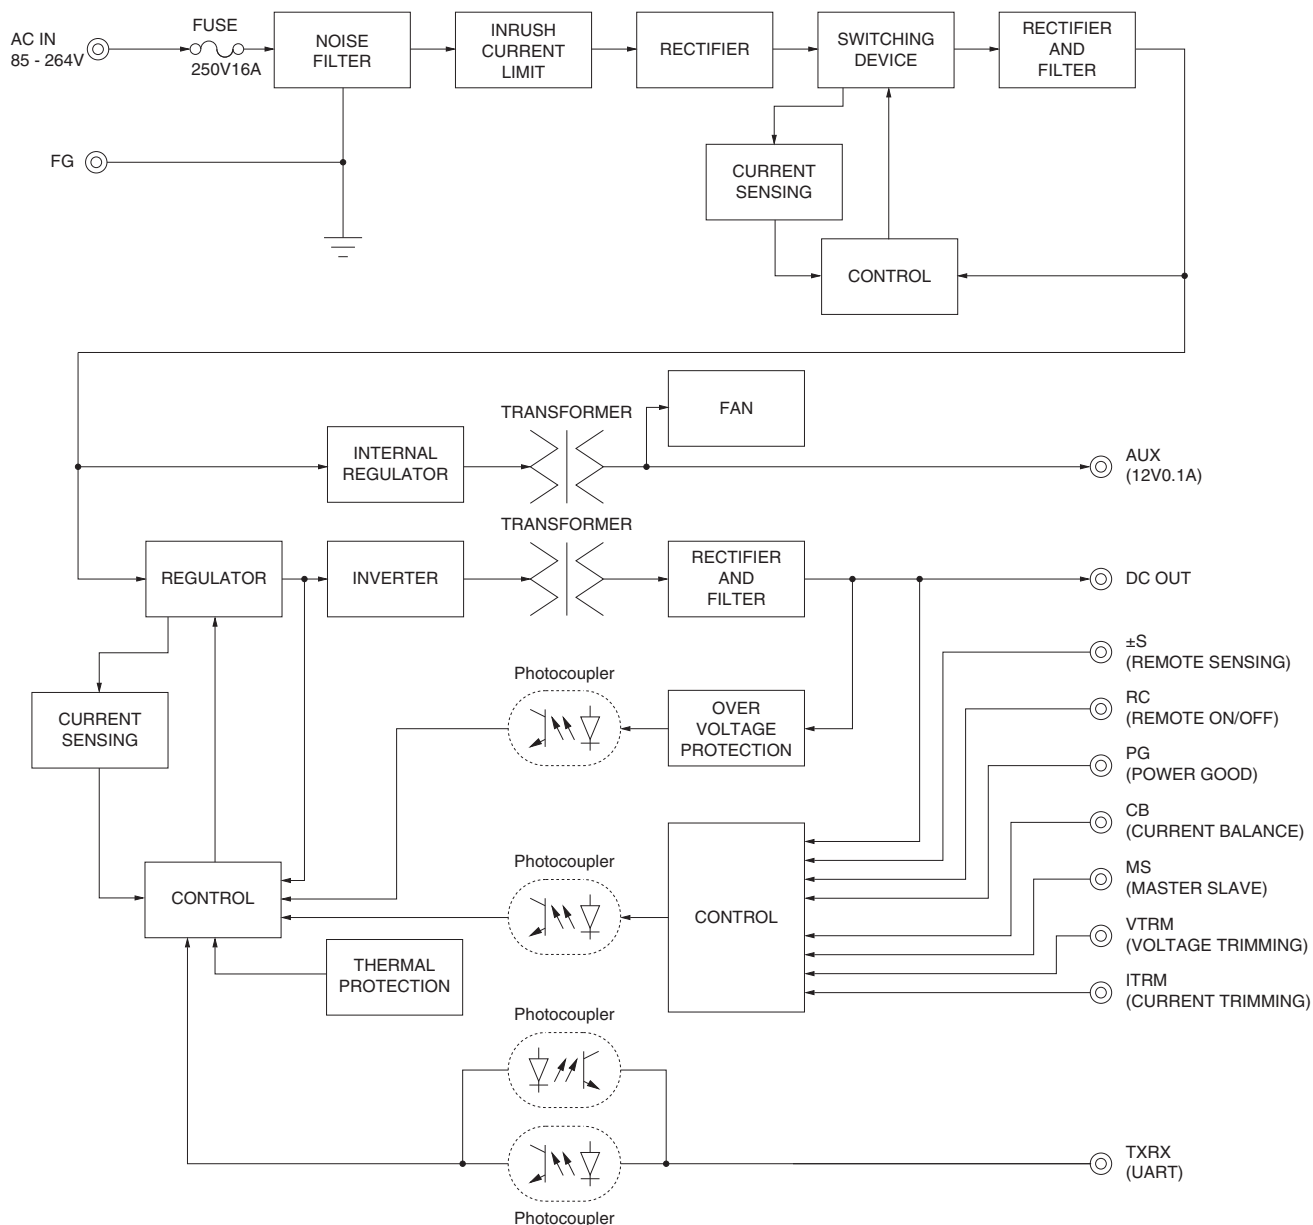 AC IN
85 - 264V
FUSE
250V16A
NOISE
FILTER
INRUSH
CURRENT
LIMIT
RECTIFIER
SWITCHING
DEVICE
RECTIFIER
AND
FILTER
FG
CURRENT
SENSING
CONTROL
TRANSFORMER
FAN
INTERNAL
REGULATOR
AUX
(12V0.1A)
TRANSFORMER
REGULATOR
INVERTER
RECTIFIER
AND
FILTER
DC OUT
±S
(REMOTE SENSING)
Photocoupler
CURRENT
SENSING
OVER
VOLTAGE
PROTECTION
RC
(REMOTE ON/OFF)
PG
(POWER GOOD)
CB
(CURRENT BALANCE)
Photocoupler
CONTROL
CONTROL
MS
(MASTER SLAVE)
VTRM
(VOLTAGE TRIMMING)
THERMAL
PROTECTION
ITRM
(CURRENT TRIMMING)
Photocoupler
TXRX
(UART)
Photocoupler